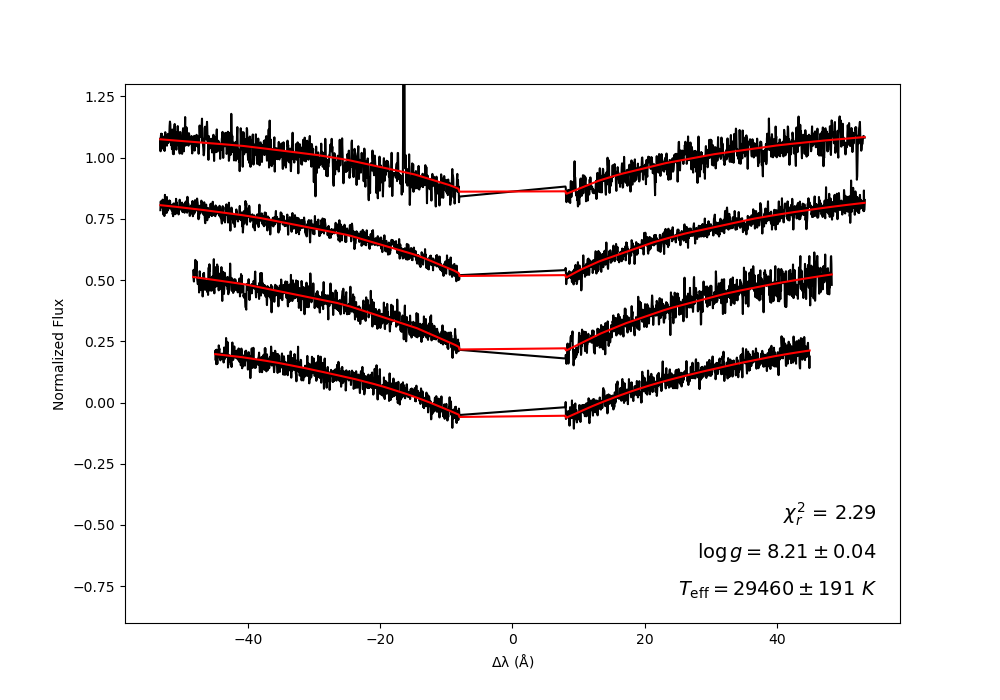 1.25
1.00
0.75
0.50
0.25
0.00
−0.25
−0.50
−0.75
Normalized Flux
χ²ᵣ = 2.29
log g = 8.21 ± 0.04
T_eff = 29460 ± 191 K
−40 −20 0 20 40
Δλ (Å)